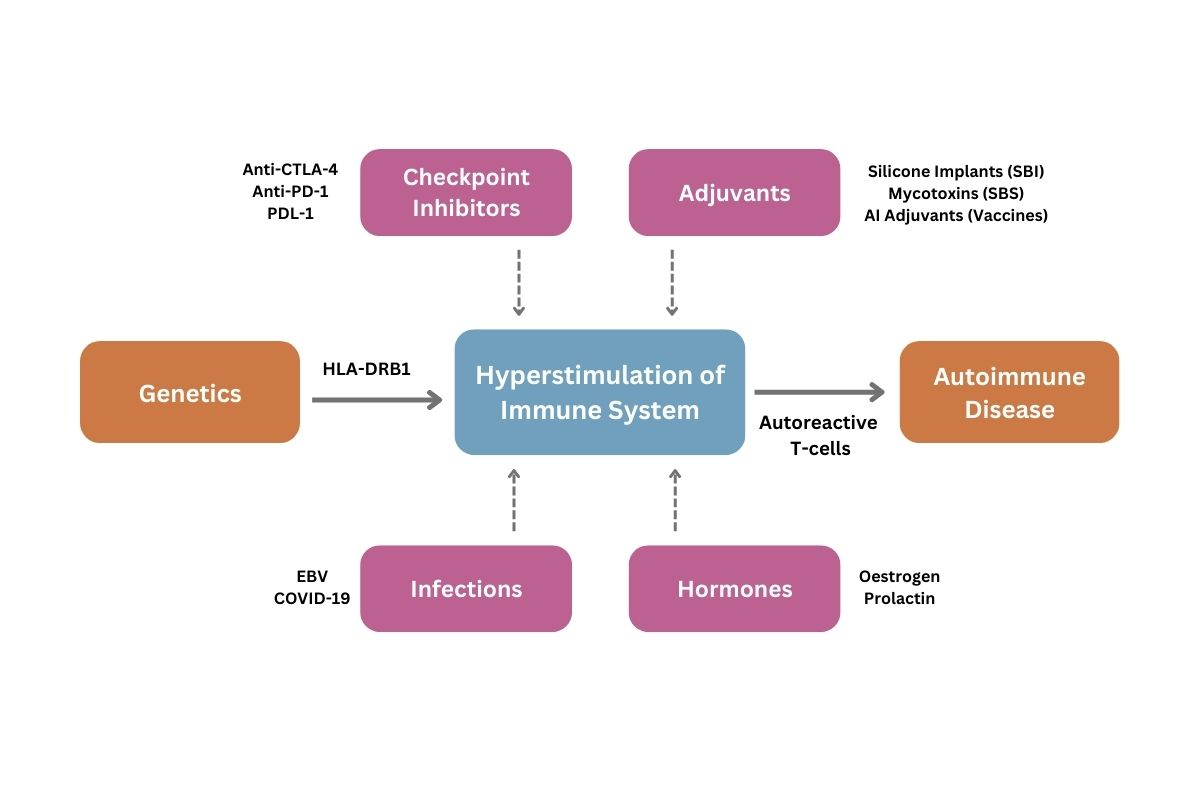 Anti-CTLA-4
Anti-PD-1
PDL-1
Checkpoint
Inhibitors
Adjuvants
Silicone Implants (SBI)
Mycotoxins (SBS)
AI Adjuvants (Vaccines)
Genetics
HLA-DRB1
Hyperstimulation of
Immune System
Autoreactive
T-cells
Autoimmune
Disease
EBV
COVID-19
Infections
Hormones
Oestrogen
Prolactin